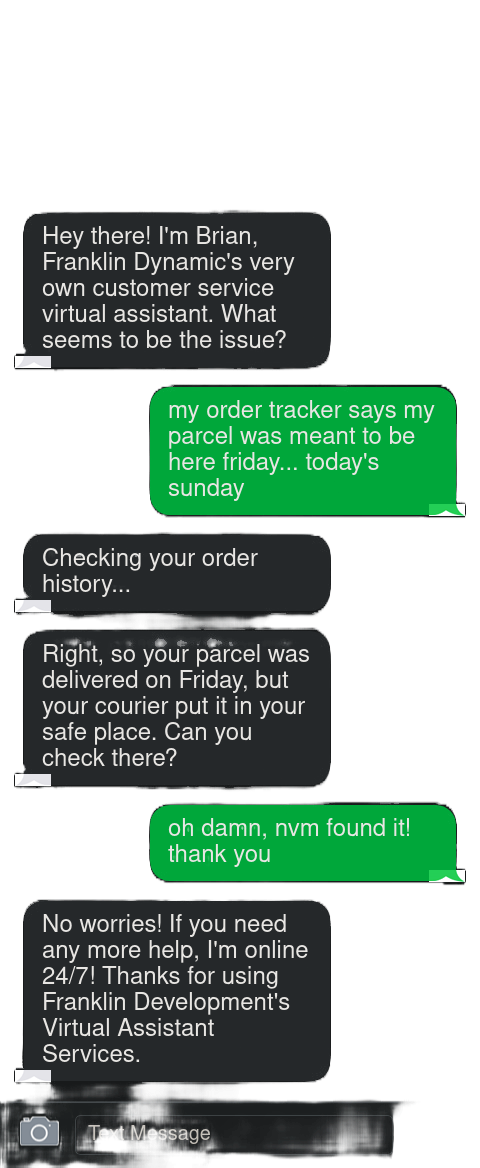 Hey there! I'm Brian,
Franklin Dynamic's very
own customer service
virtual assistant. What
seems to be the issue?
my order tracker says my
parcel was meant to be
here friday... today's
sunday
Checking your order
history...
Right, so your parcel was
delivered on Friday, but
your courier put it in your
safe place. Can you
check there?
oh damn, nvm found it!
thank you
No worries! If you need
any more help, I'm online
24/7! Thanks for using
Franklin Development's
Virtual Assistant
Services.
Text Message